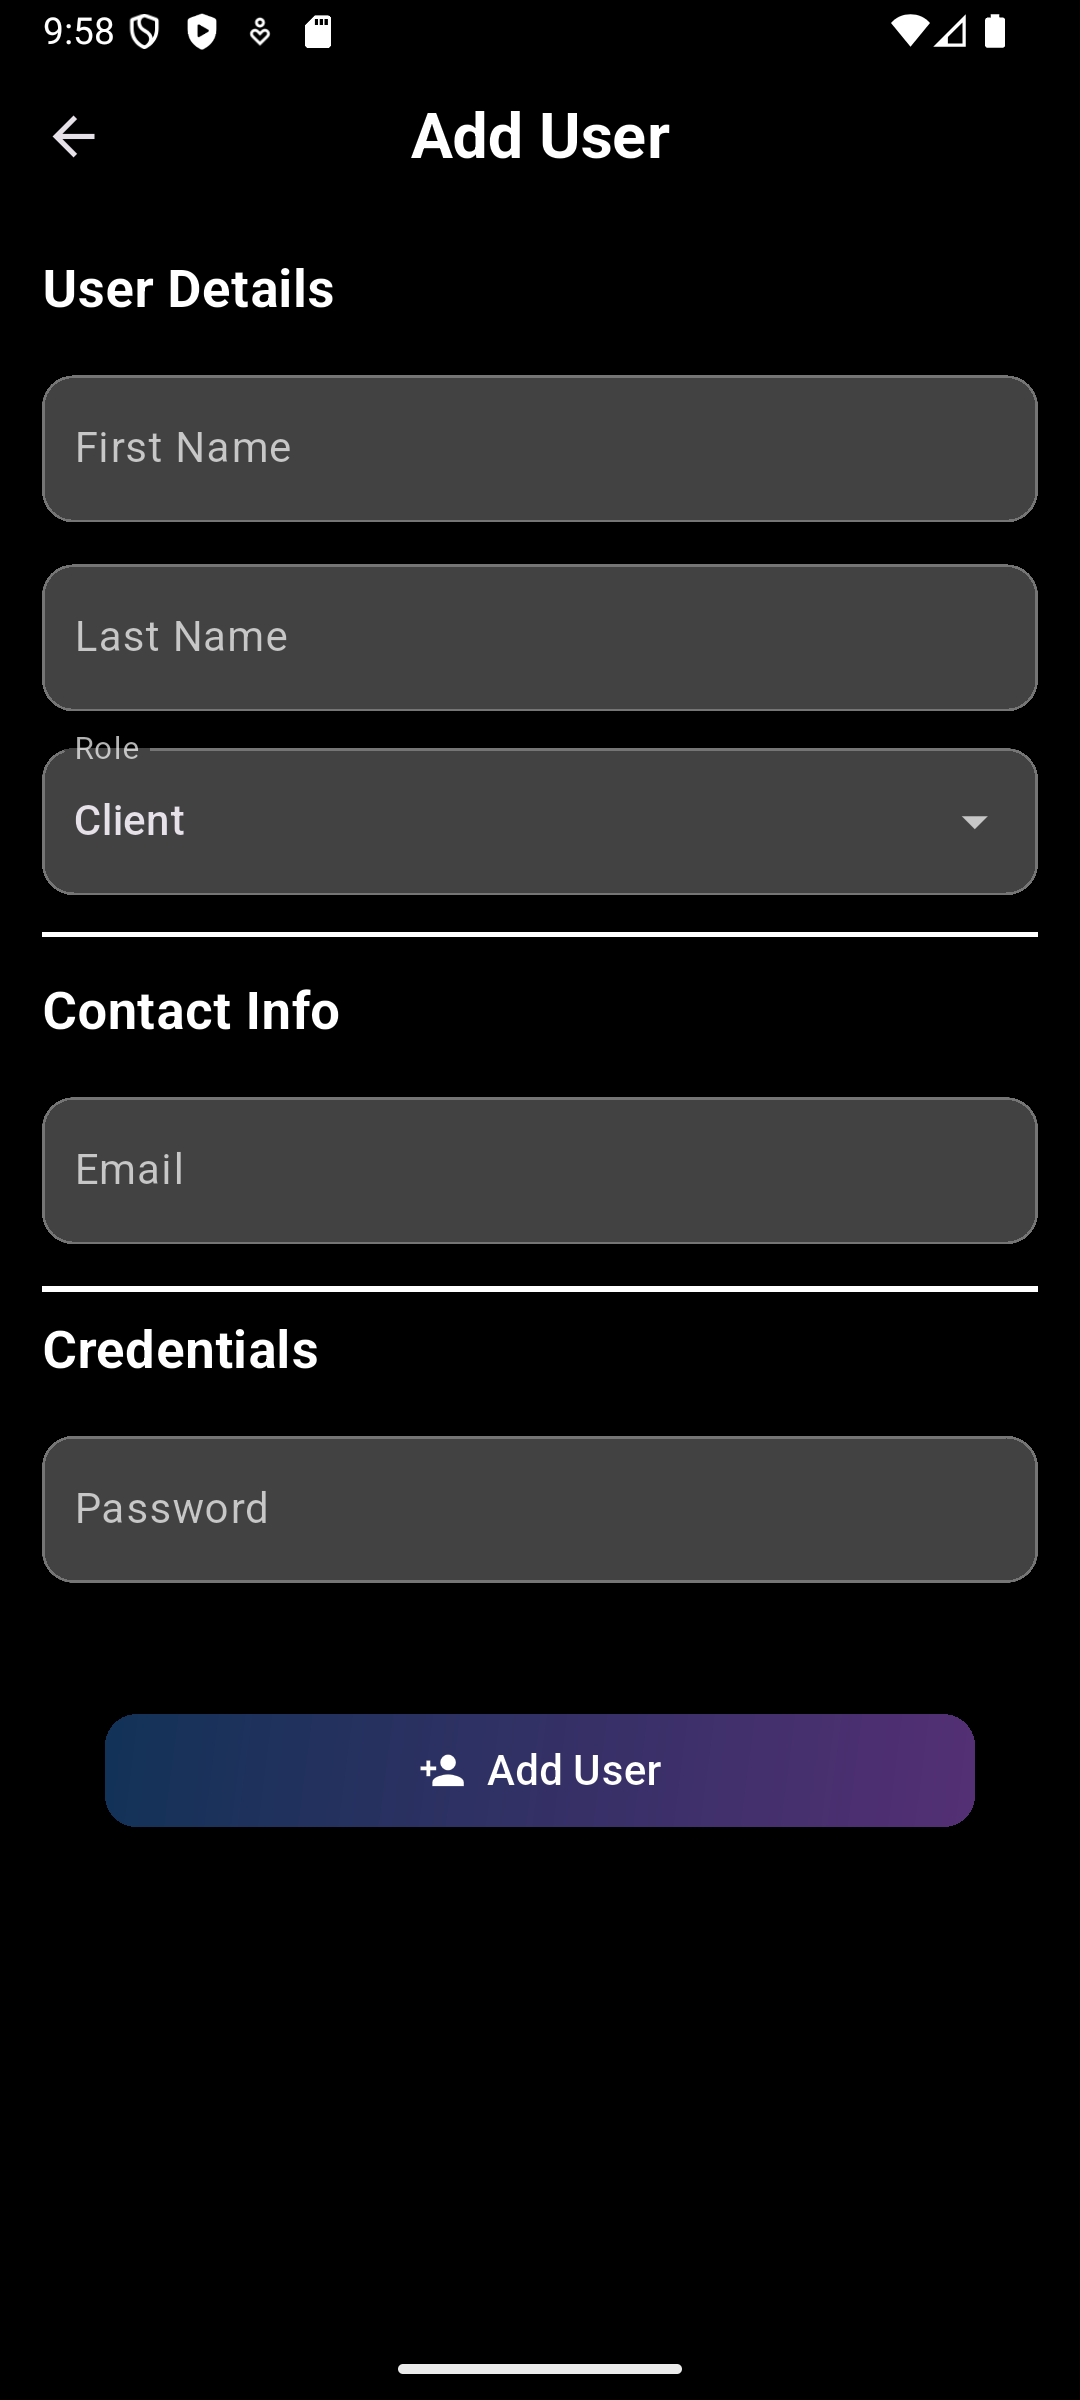 9:58
Add User
User Details
First Name
Last Name
Role
Client
Contact Info
Email
Credentials
Password
Add User